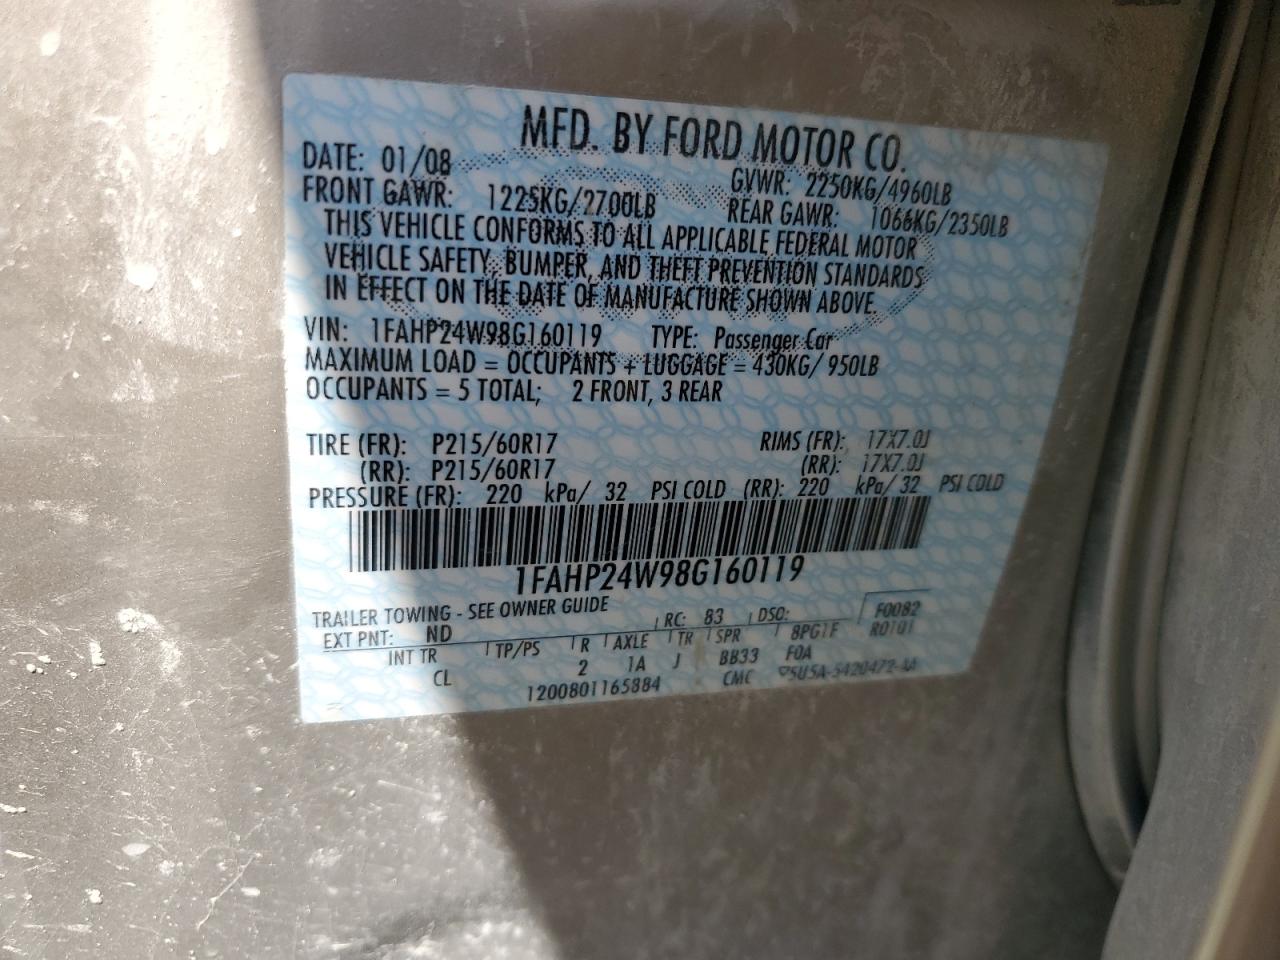 MFD. BY FORD MOTOR CO.
DATE: 01/08 GVWR: 2250KG/4960LB
FRONT GAWR: 1225KG/2700LB REAR GAWR: 1066KG/2350LB
THIS VEHICLE CONFORMS TO ALL APPLICABLE FEDERAL MOTOR
VEHICLE SAFETY, BUMPER, AND THEFT PREVENTION STANDARDS
IN EFFECT ON THE DATE OF MANUFACTURE SHOWN ABOVE.
VIN: 1FAHP24W98G160119 TYPE: Passenger Car
MAXIMUM LOAD = OCCUPANTS + LUGGAGE = 430KG/ 950LB
OCCUPANTS = 5 TOTAL; 2 FRONT, 3 REAR
TIRE (FR): P215/60R17 RIMS (FR): 17X7.0J
(RR): P215/60R17 (RR): 17X7.0J
PRESSURE (FR): 220 kPa/ 32 PSI COLD (RR): 220 kPa/ 32 PSI COLD
1FAHP24W98G160119
TRAILER TOWING - SEE OWNER GUIDE
EXT PNT: ND RC: 83 DSO: F0082
INT TR TP/PS R AXLE TR SPR 8PG1F R0101
CL 2 1A J BB33 FOA
1200801165884 CMC 5U5A-5420472-AA